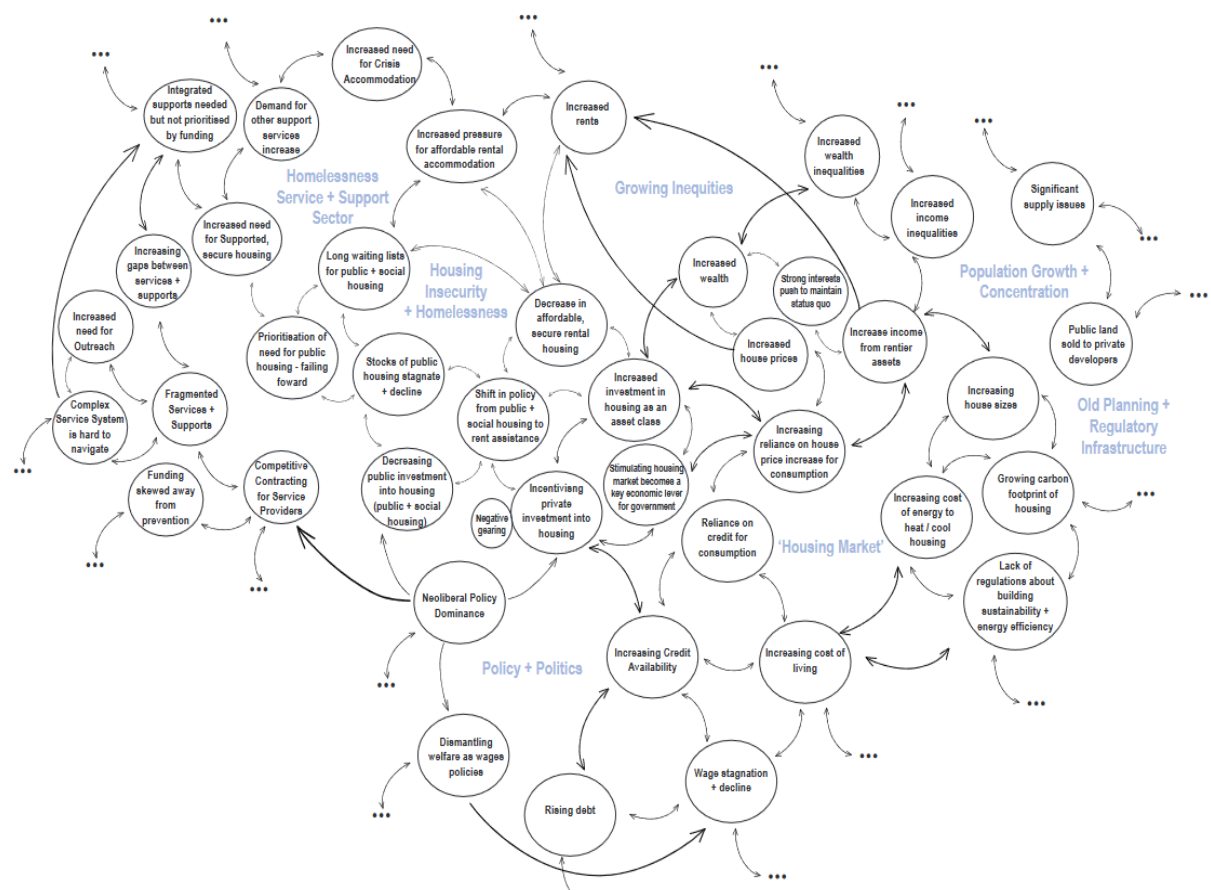 Increased need
for Crisis
Accommodation
Integrated
supports needed
but not prioritised
by funding
Demand for
other support
services
increase
Increased pressure
for affordable rental
accommodation
Increased
rents
Increased
wealth
inequalities
Increased
income
inequalities
Significant
supply issues
Homelessness
Service + Support
Sector
Growing Inequities
Increased need
for Supported,
secure housing
Increasing
gaps between
services +
supports
Long waiting lists
for public + social
housing
Housing
Insecurity
+ Homelessness
Increased
wealth
Strong interests
push to maintain
status quo
Population Growth +
Concentration
Increased
need for
Outreach
Prioritisation of
need for public
housing - failing
foward
Stocks of public
housing stagnate
+ decline
Decrease in
affordable,
secure rental
housing
Increased
house prices
Increase income
from rentier
assets
Public land
sold to private
developers
Complex
Service System
is hard to
navigate
Fragmented
Services +
Supports
Shift in policy
from public +
social housing to
rent assistance
Increased
investment in
housing as an
asset class
Increasing
reliance on house
price increase for
consumption
Increasing
house sizes
Old Planning +
Regulatory
Infrastructure
Funding
skewed away
from
prevention
Competitive
Contracting
for Service
Providers
Decreasing
public investment
into housing
(public + social
housing)
Negative
gearing
Incentivising
private
investment into
housing
Stimulating housing
market becomes a
key economic lever
for government
Reliance on
credit for
consumption
'Housing Market'
Increasing cost
of energy to
heat / cool
housing
Growing carbon
footprint of
housing
Lack of
regulations about
building
sustainability +
energy efficiency
Neoliberal Policy
Dominance
Policy + Politics
Increasing Credit
Availability
Increasing cost of
living
Dismantling
welfare as wages
policies
Rising debt
Wage stagnation
+ decline